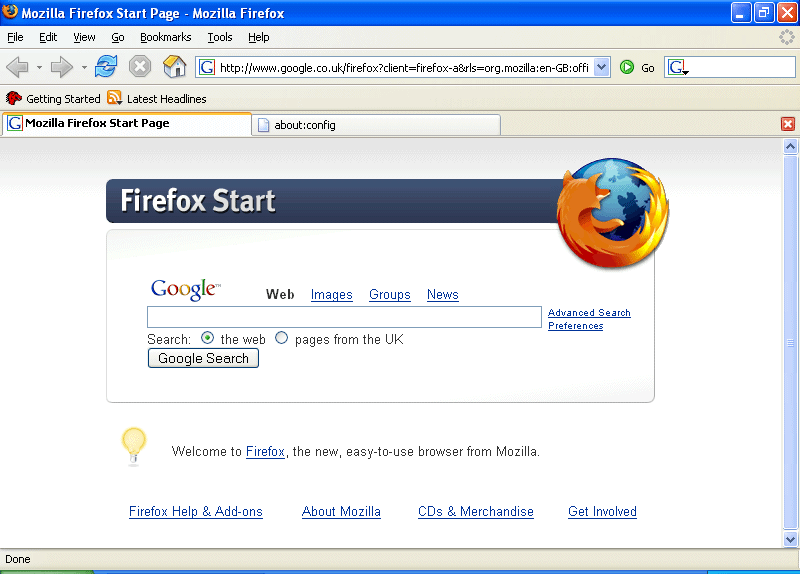 Mozilla Firefox Start Page - Mozilla Firefox
File Edit View Go Bookmarks Tools Help
G http://www.google.co.uk/firefox?client=firefox-a&rls=org.mozilla:en-GB:offi Go G
Getting Started Latest Headlines
G Mozilla Firefox Start Page about:config
Firefox Start
Google™ Web Images Groups News
Advanced Search
Preferences
Search: the web pages from the UK
Google Search
Welcome to Firefox, the new, easy-to-use browser from Mozilla.
Firefox Help & Add-ons About Mozilla CDs & Merchandise Get Involved
Done